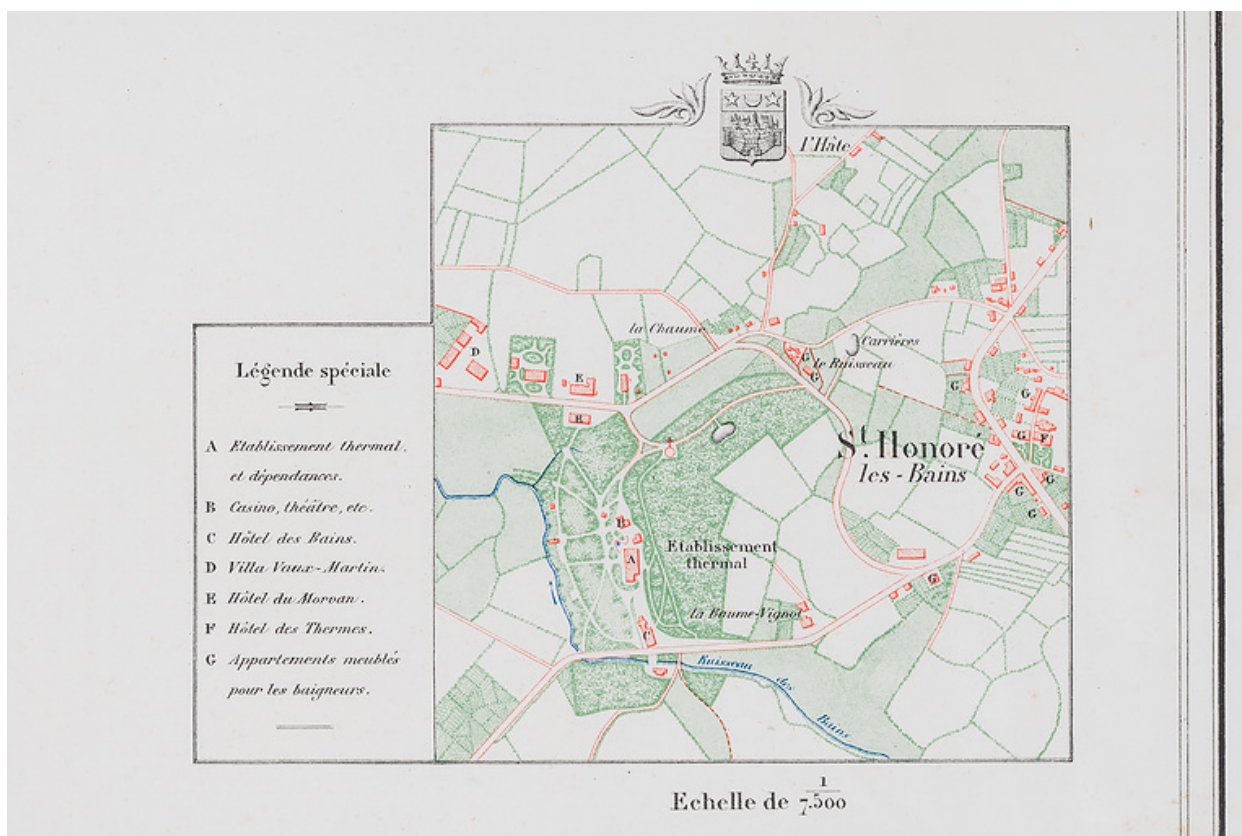 l'Hâte
la Chaume
Carrières
le Ruisseau
D
E
E
G
G
G
G
G
F
G
G
G
St. Honoré
les-Bains
B
A
Etablissement
thermal
la Baume-Vignot
G
C
Ruisseau
des
Bains
Légende spéciale
A Etablissement thermal.
et dépendances.
B Casino, théâtre, etc.
C Hôtel des Bains.
D Villa Vaux-Martin.
E Hôtel du Morvan.
F Hôtel des Thermes.
G Appartements meublés
pour les baigneurs.
Echelle de 1/7.500